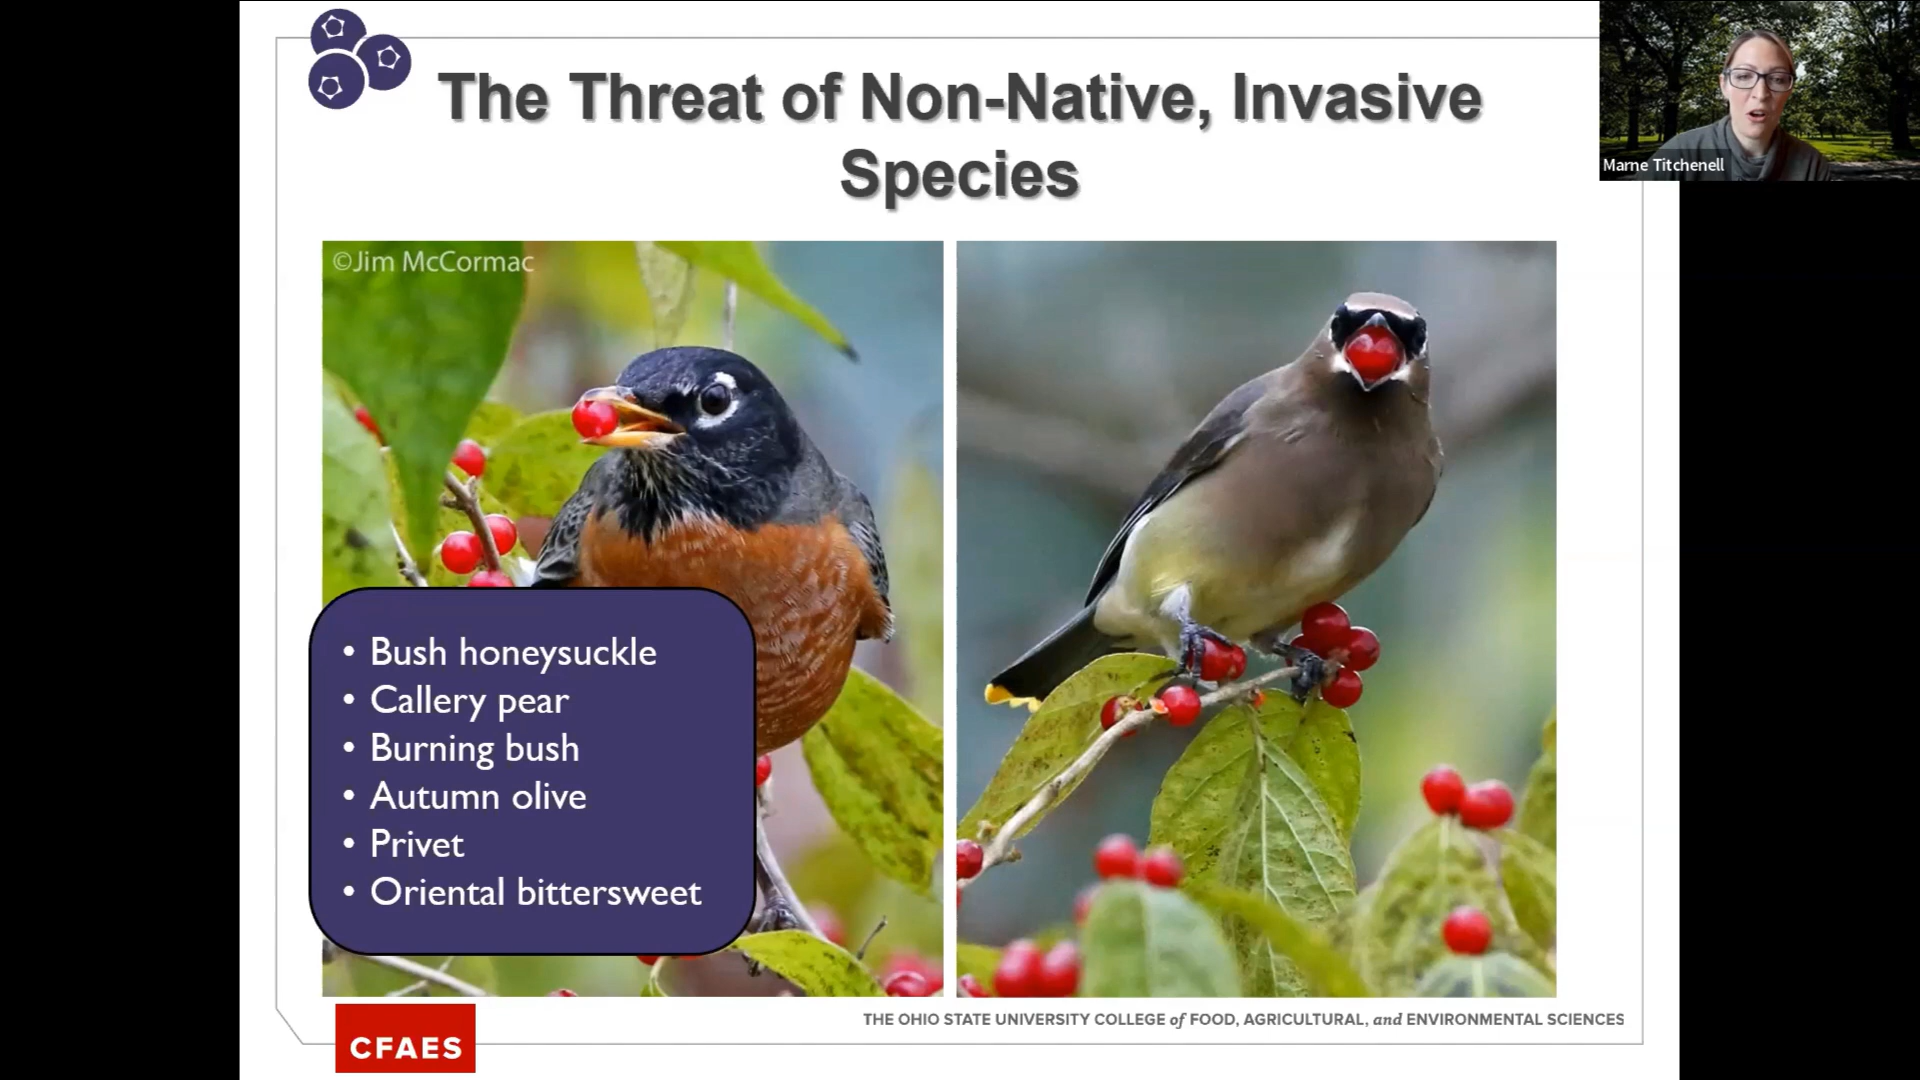 The Threat of Non-Native, Invasive
Species
Marne Titchenell
©Jim McCormac
• Bush honeysuckle
• Callery pear
• Burning bush
• Autumn olive
• Privet
• Oriental bittersweet
THE OHIO STATE UNIVERSITY COLLEGE of FOOD, AGRICULTURAL, and ENVIRONMENTAL SCIENCES
CFAES